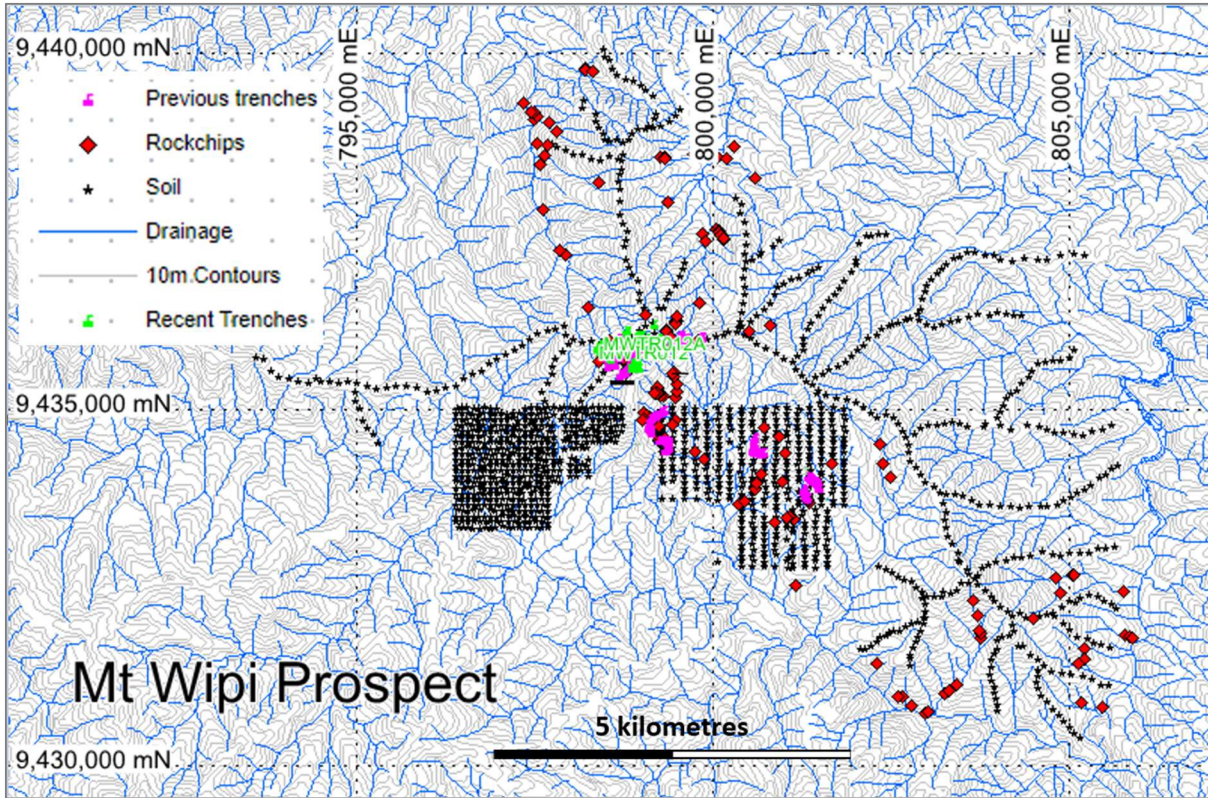 9,440,000 mN
795,000 mE
800,000 mE
805,000 mE
Previous trenches
Rockchips
Soil
Drainage
10m Contours
Recent Trenches
MWTR012A
MWTR012
9,435,000 mN
Mt Wipi Prospect
5 kilometres
9,430,000 mN